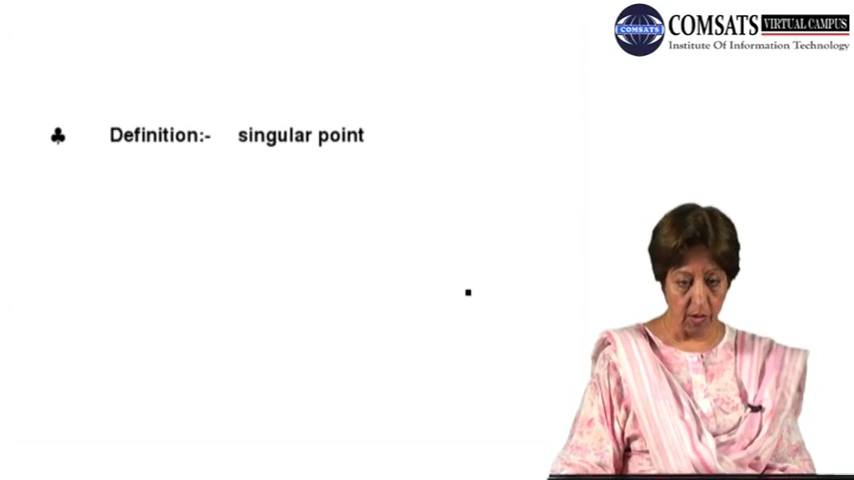 COMSATS VIRTUAL CAMPUS
COMSATS
Institute Of Information Technology
♣ Definition:- singular point